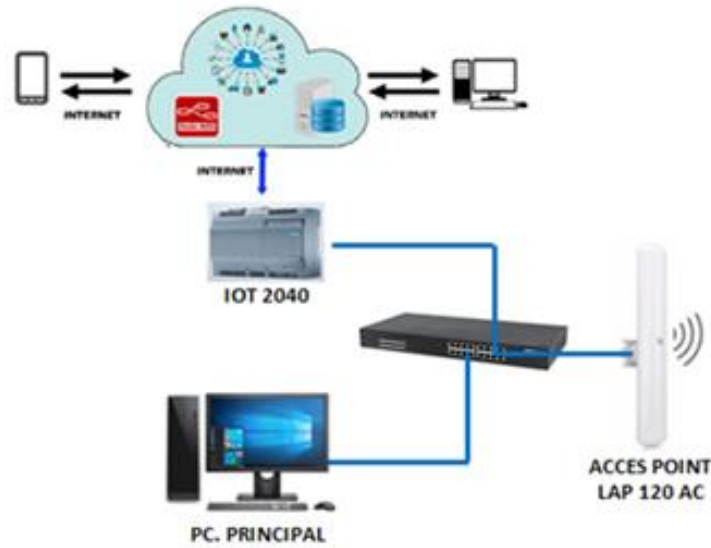 INTERNET
INTERNET
INTERNET
IOT 2040
ACCES POINT
LAP 120 AC
PC. PRINCIPAL